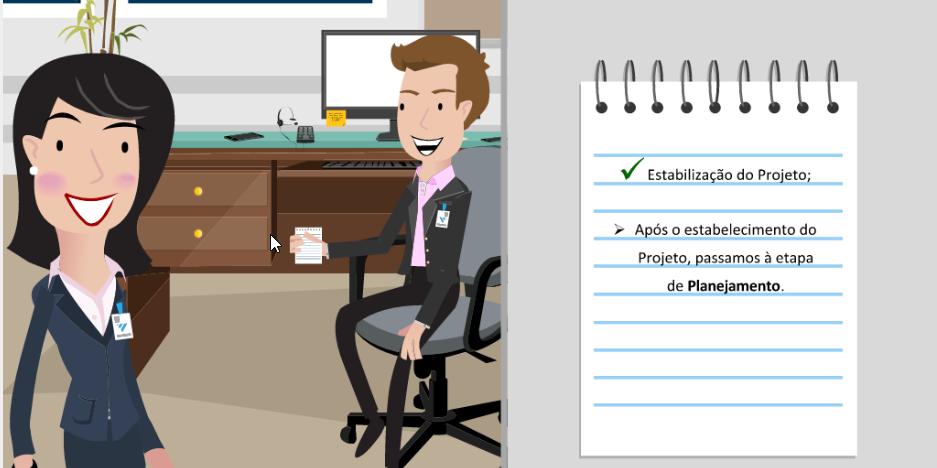 Estabilização do Projeto;
Após o estabelecimento do
Projeto, passamos à etapa
de Planejamento.